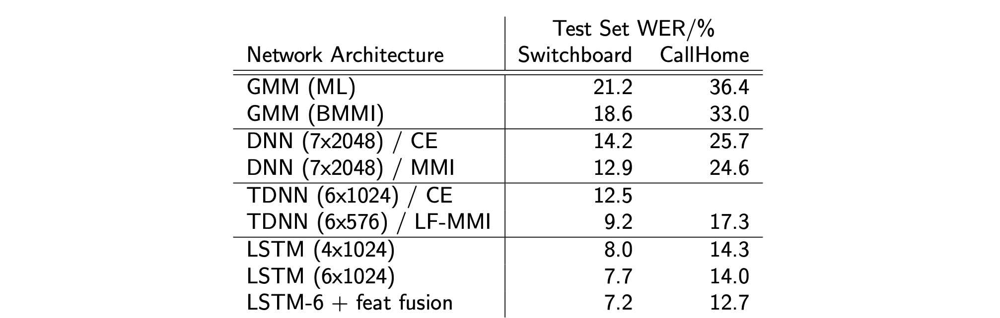 Test Set WER/%
Network Architecture Switchboard CallHome
GMM (ML) 21.2 36.4
GMM (BMMI) 18.6 33.0
DNN (7x2048) / CE 14.2 25.7
DNN (7x2048) / MMI 12.9 24.6
TDNN (6x1024) / CE 12.5
TDNN (6x576) / LF-MMI 9.2 17.3
LSTM (4x1024) 8.0 14.3
LSTM (6x1024) 7.7 14.0
LSTM-6 + feat fusion 7.2 12.7